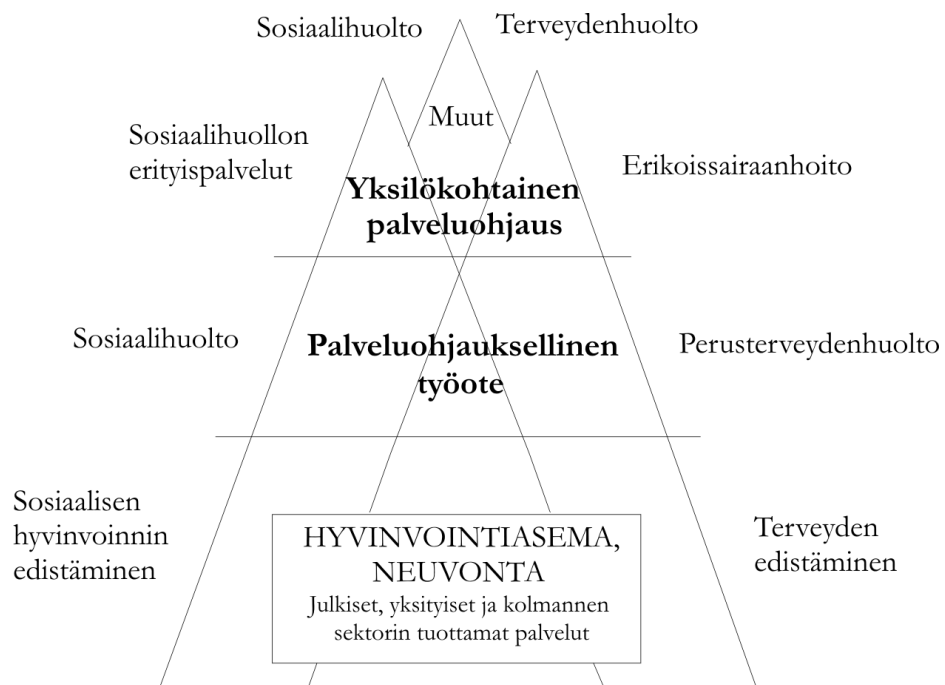 Sosiaalihuolto
Terveydenhuolto
Muut
Sosiaalihuollon
erityispalvelut
Erikoissairaanhoito
Yksilökohtainen
palveluohjaus
Sosiaalihuolto
Palveluohjauksellinen
työote
Perusterveydenhuolto
Sosiaalisen
hyvinvoinnin
edistäminen
HYVINVOINTIASEMA,
NEUVONTA
Julkiset, yksityiset ja kolmannen
sektorin tuottamat palvelut
Terveyden
edistäminen